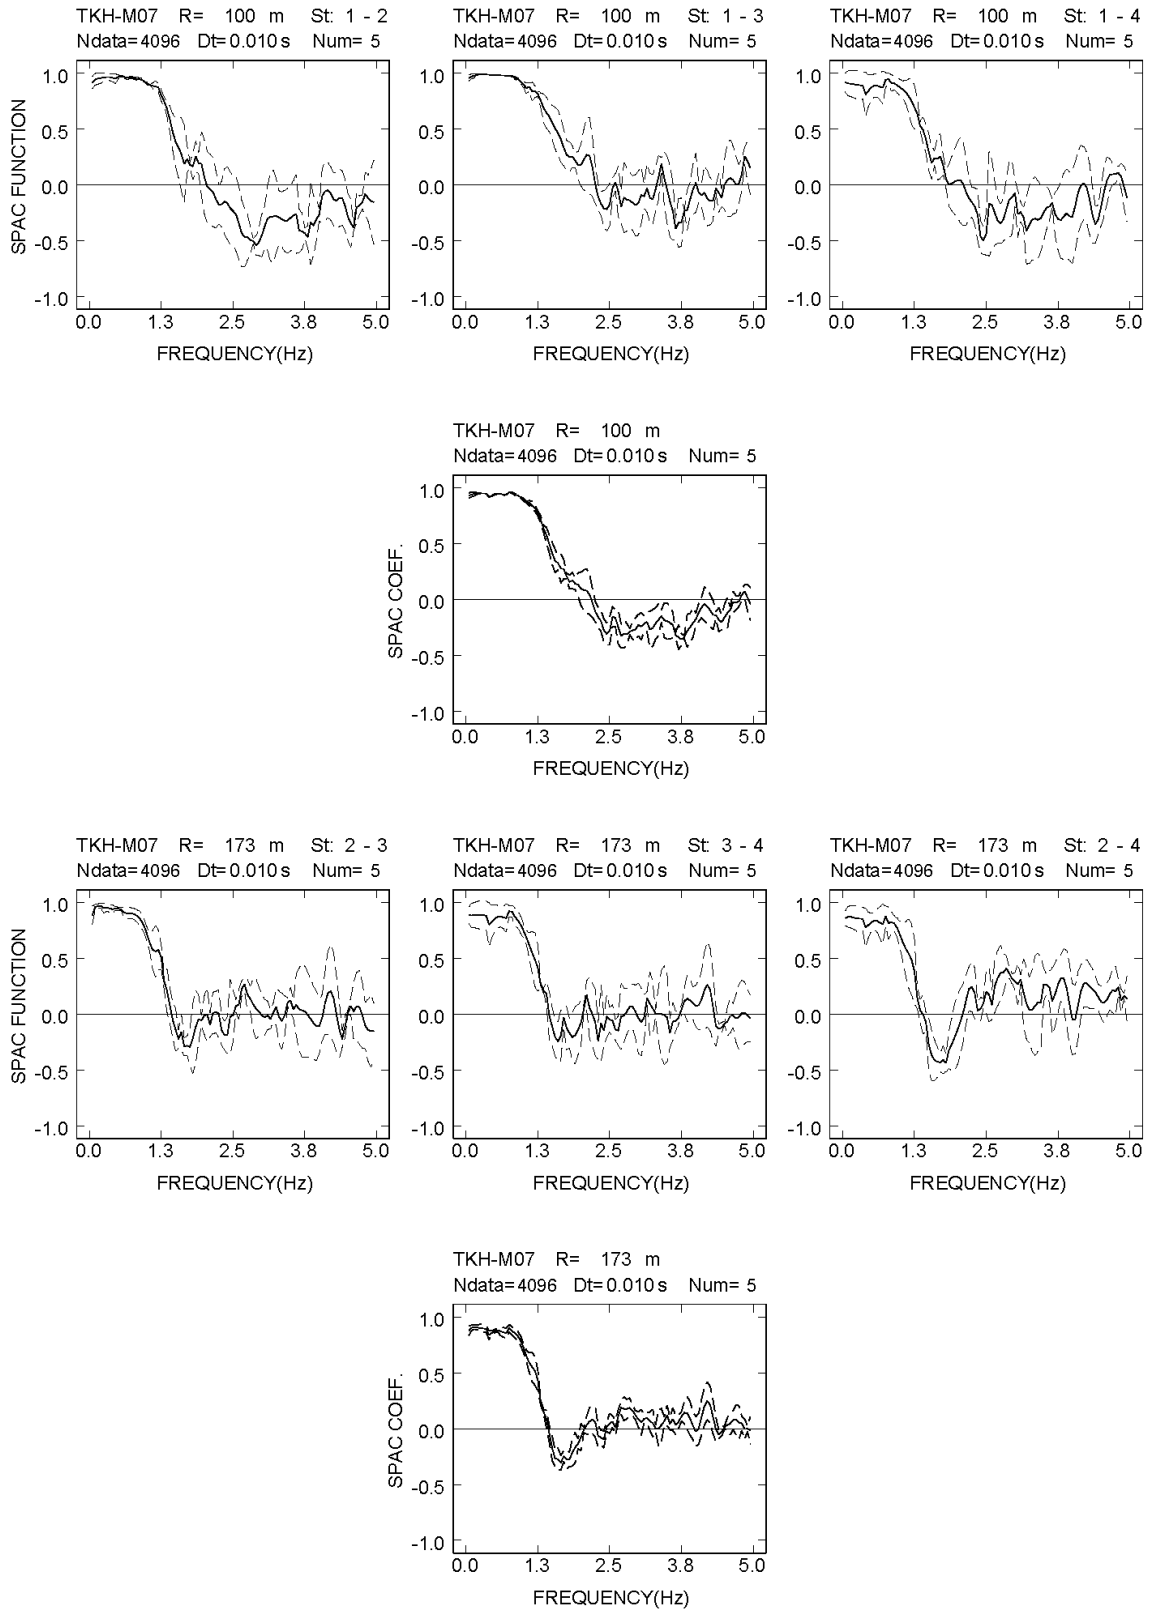 TKH-M07 R= 100 m St: 1 - 2
Ndata=4096 Dt=0.010 s Num= 5
SPAC FUNCTION
1.0
0.5
0.0
-0.5
-1.0
0.0 1.3 2.5 3.8 5.0
FREQUENCY(Hz)
TKH-M07 R= 100 m St: 1 - 3
Ndata=4096 Dt=0.010 s Num= 5
1.0
0.5
0.0
-0.5
-1.0
0.0 1.3 2.5 3.8 5.0
FREQUENCY(Hz)
TKH-M07 R= 100 m St: 1 - 4
Ndata=4096 Dt=0.010 s Num= 5
1.0
0.5
0.0
-0.5
-1.0
0.0 1.3 2.5 3.8 5.0
FREQUENCY(Hz)
TKH-M07 R= 100 m
Ndata=4096 Dt=0.010 s Num= 5
SPAC COEF.
1.0
0.5
0.0
-0.5
-1.0
0.0 1.3 2.5 3.8 5.0
FREQUENCY(Hz)
TKH-M07 R= 173 m St: 2 - 3
Ndata=4096 Dt=0.010 s Num= 5
SPAC FUNCTION
1.0
0.5
0.0
-0.5
-1.0
0.0 1.3 2.5 3.8 5.0
FREQUENCY(Hz)
TKH-M07 R= 173 m St: 3 - 4
Ndata=4096 Dt=0.010 s Num= 5
1.0
0.5
0.0
-0.5
-1.0
0.0 1.3 2.5 3.8 5.0
FREQUENCY(Hz)
TKH-M07 R= 173 m St: 2 - 4
Ndata=4096 Dt=0.010 s Num= 5
1.0
0.5
0.0
-0.5
-1.0
0.0 1.3 2.5 3.8 5.0
FREQUENCY(Hz)
TKH-M07 R= 173 m
Ndata=4096 Dt=0.010 s Num= 5
SPAC COEF.
1.0
0.5
0.0
-0.5
-1.0
0.0 1.3 2.5 3.8 5.0
FREQUENCY(Hz)